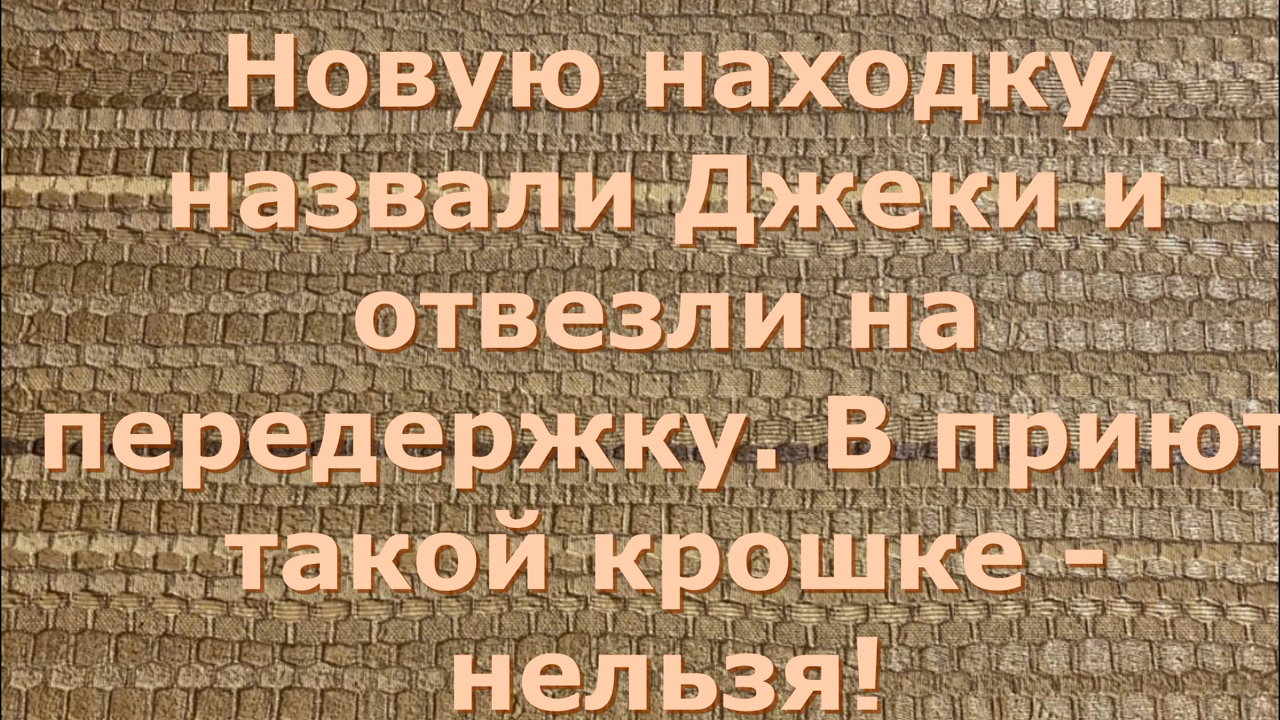 Новую находку
назвали Джеки и
отвезли на
передержку. В приют
такой крошке -
нельзя!